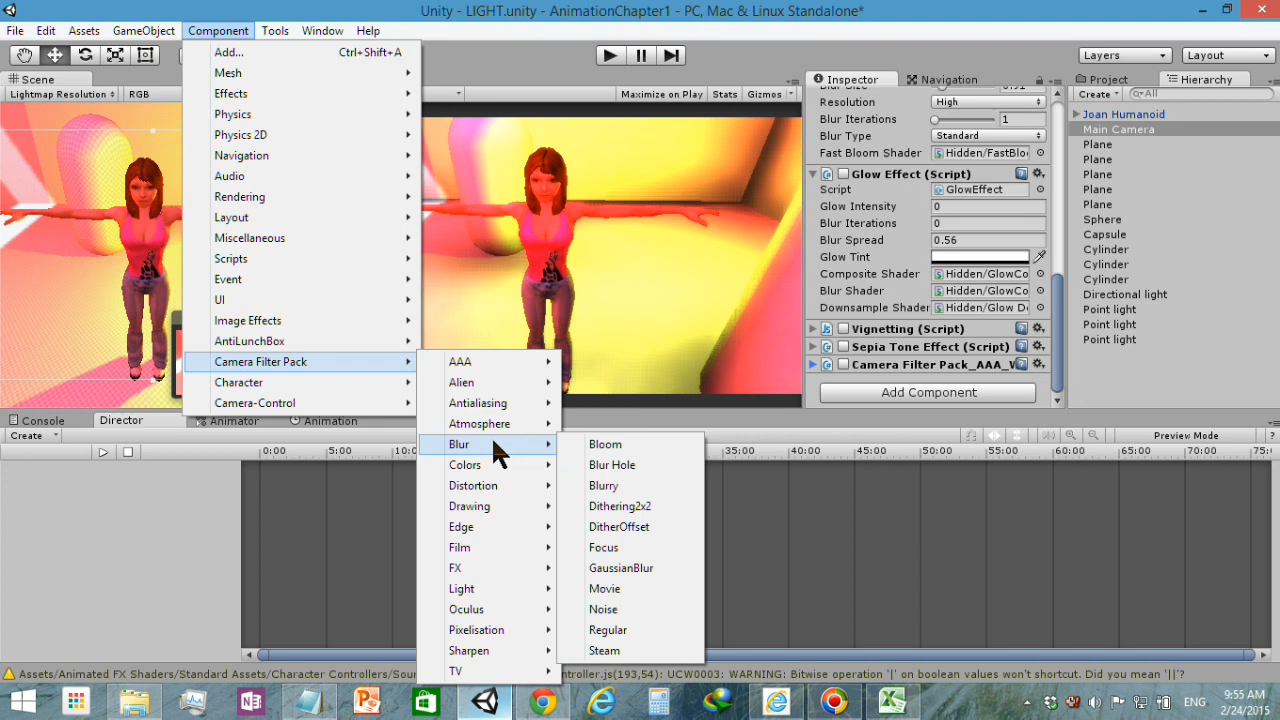 Unity - LIGHT.unity - AnimationChapter1 - PC, Mac & Linux Standalone*
File Edit Assets GameObject Component Tools Window Help
Layers Layout
Add... Ctrl+Shift+A
Mesh
Effects
Physics
Physics 2D
Navigation
Audio
Rendering
Layout
Miscellaneous
Scripts
Event
UI
Image Effects
AntiLunchBox
Camera Filter Pack
Character
Camera-Control
AAA
Alien
Antialiasing
Atmosphere
Blur
Colors
Distortion
Drawing
Edge
Film
FX
Light
Oculus
Pixelisation
Sharpen
TV
Bloom
Blur Hole
Blurry
Dithering2x2
DitherOffset
Focus
GaussianBlur
Movie
Noise
Regular
Steam
Scene
Lightmap Resolution RGB
Maximize on Play Stats Gizmos
Inspector Navigation
Resolution High
Blur Iterations 1
Blur Type Standard
Fast Bloom Shader Hidden/FastBlo
Glow Effect (Script)
Script GlowEffect
Glow Intensity 0
Blur Iterations 0
Blur Spread 0.56
Glow Tint
Composite Shader Hidden/GlowCo
Blur Shader Hidden/GlowCo
Downsample Shader Hidden/Glow D
Vignetting (Script)
Sepia Tone Effect (Script)
Camera Filter Pack_AAA_
Add Component
Project Hierarchy
Create All
Joan Humanoid
Main Camera
Plane
Plane
Plane
Plane
Plane
Sphere
Capsule
Cylinder
Cylinder
Cylinder
Directional light
Point light
Point light
Point light
Console Director Animator Animation
Create Preview Mode ?
0:00 5:00 10: 35:00 40:00 45:00 50:00 55:00 60:00 65:00 70:00 75:
Assets/Animated FX Shaders/Standard Assets/Character Controllers/Sou
ntroller.js(193,54): UCW0003: WARNING: Bitwise operation '|' on boolean values won't shortcut. Did you mean '||'?
ENG
9:55 AM
2/24/2015